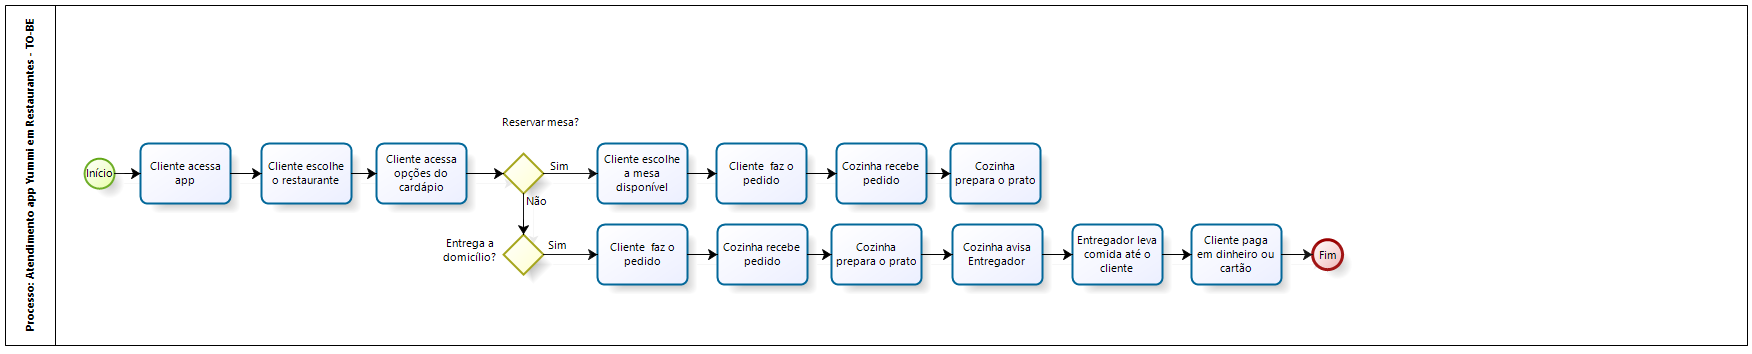 Processo: Atendimento app Yummi em Restaurantes - TO-BE
Reservar mesa?
Início
Cliente acessa
app
Cliente escolhe
o restaurante
Cliente acessa
opções do
cardápio
Sim
Cliente escolhe
a mesa
disponível
Cliente faz o
pedido
Cozinha recebe
pedido
Cozinha
prepara o prato
Não
Entrega a
domicílio?
Sim
Cliente faz o
pedido
Cozinha recebe
pedido
Cozinha
prepara o prato
Cozinha avisa
Entregador
Entregador leva
comida até o
cliente
Cliente paga
em dinheiro ou
cartão
Fim